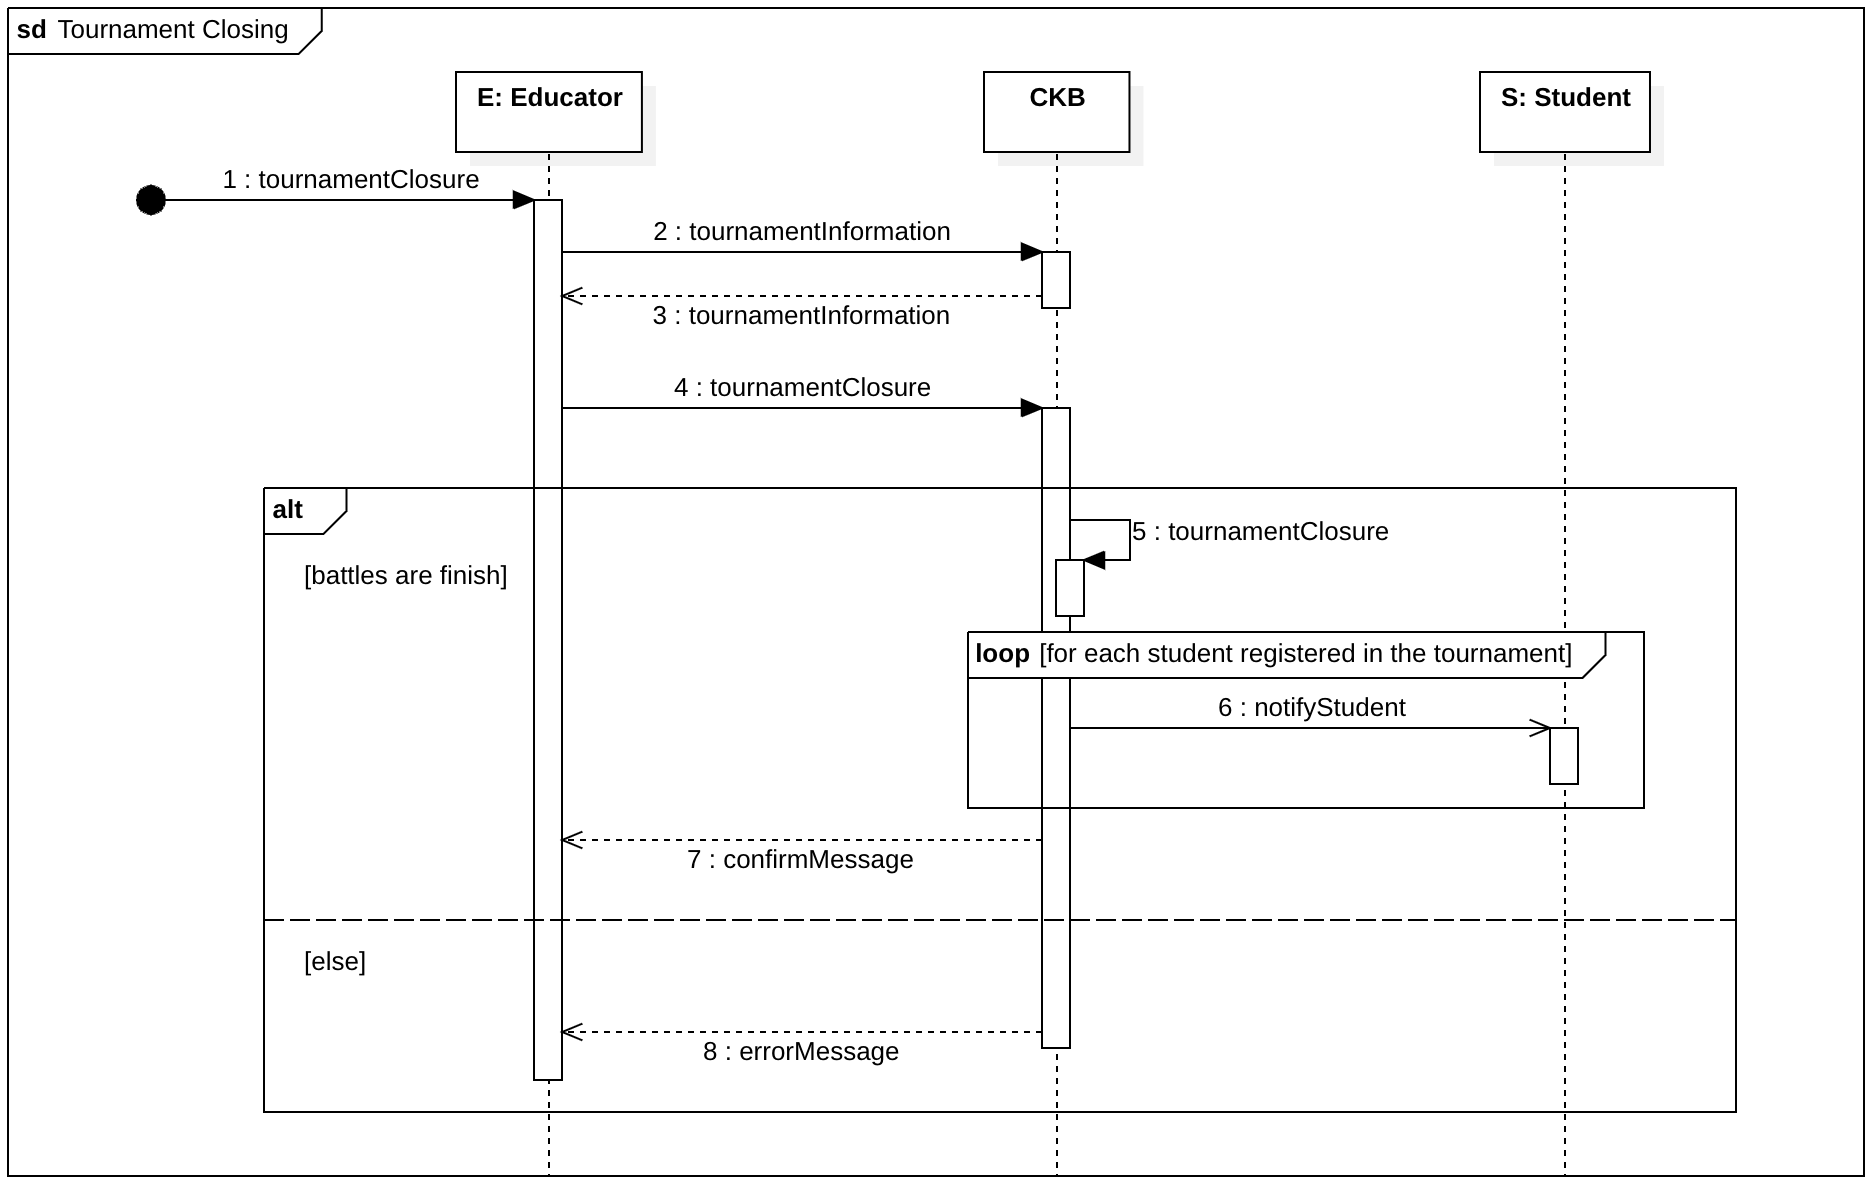 sd Tournament Closing
E: Educator
CKB
S: Student
1 : tournamentClosure
2 : tournamentInformation
3 : tournamentInformation
4 : tournamentClosure
alt
5 : tournamentClosure
[battles are finish]
loop [for each student registered in the tournament]
6 : notifyStudent
7 : confirmMessage
[else]
8 : errorMessage